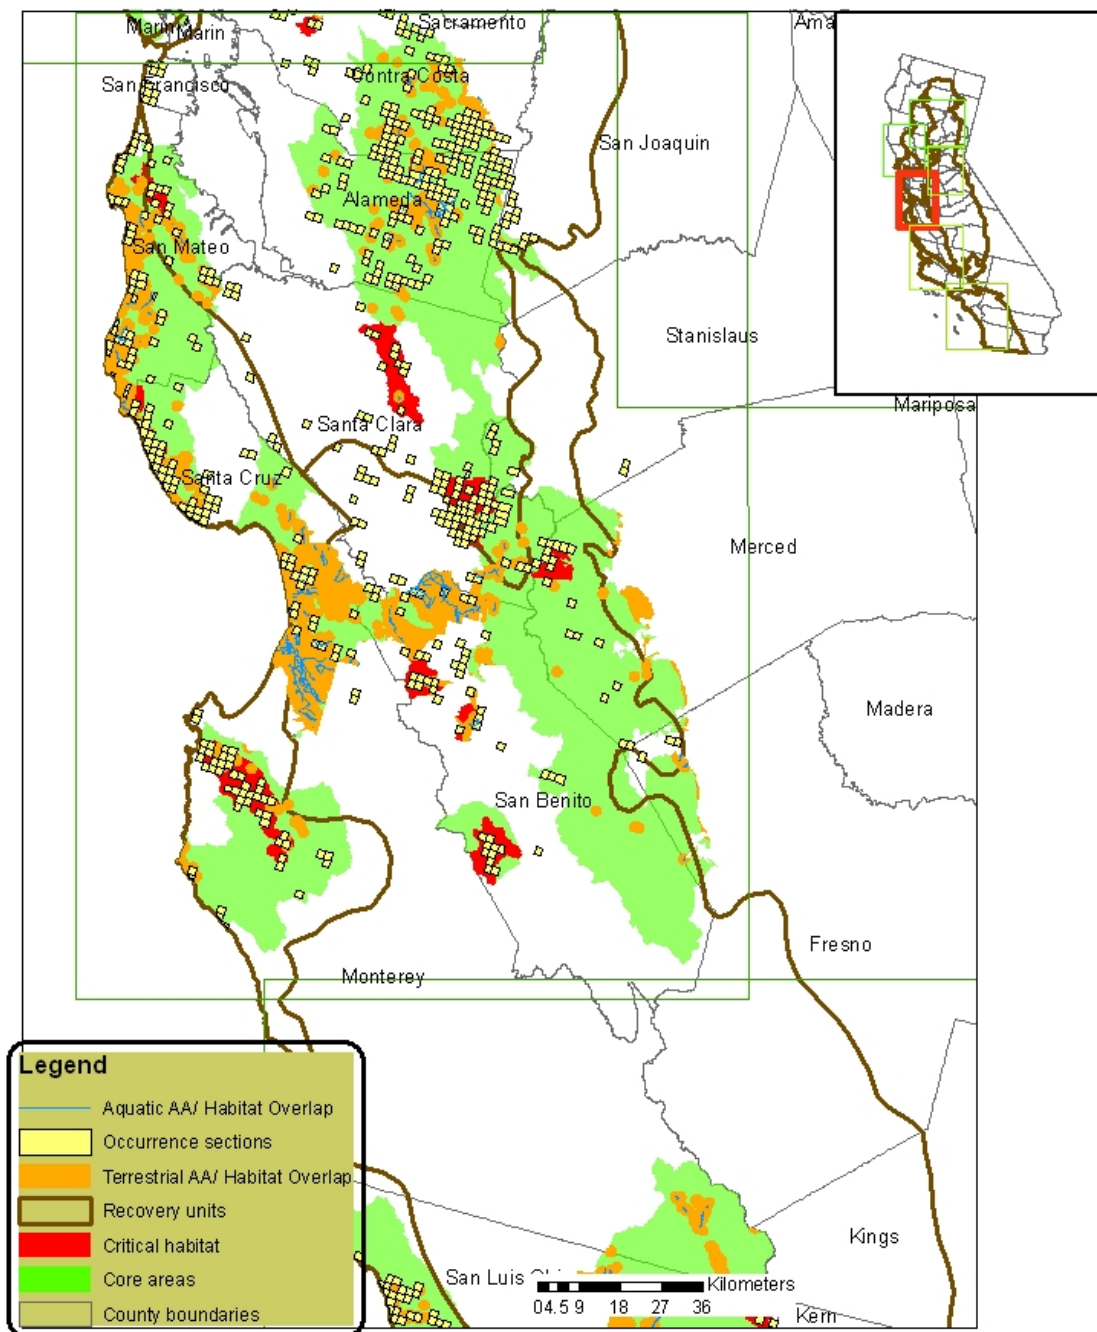 Sacramento
Ama
Marin
Marin
Contra Costa
San Francisco
San Joaquin
Alameda
San Mateo
Stanislaus
Mariposa
Santa Clara
Santa Cruz
Merced
Madera
San Benito
Fresno
Monterey
Legend
Aquatic AA/ Habitat Overlap
Occurrence sections
Terrestrial AA/ Habitat Overlap
Recovery units
Critical habitat
Core areas
County boundaries
Kings
San Luis
Kilometers
0 4.5 9 18 27 36
Kern